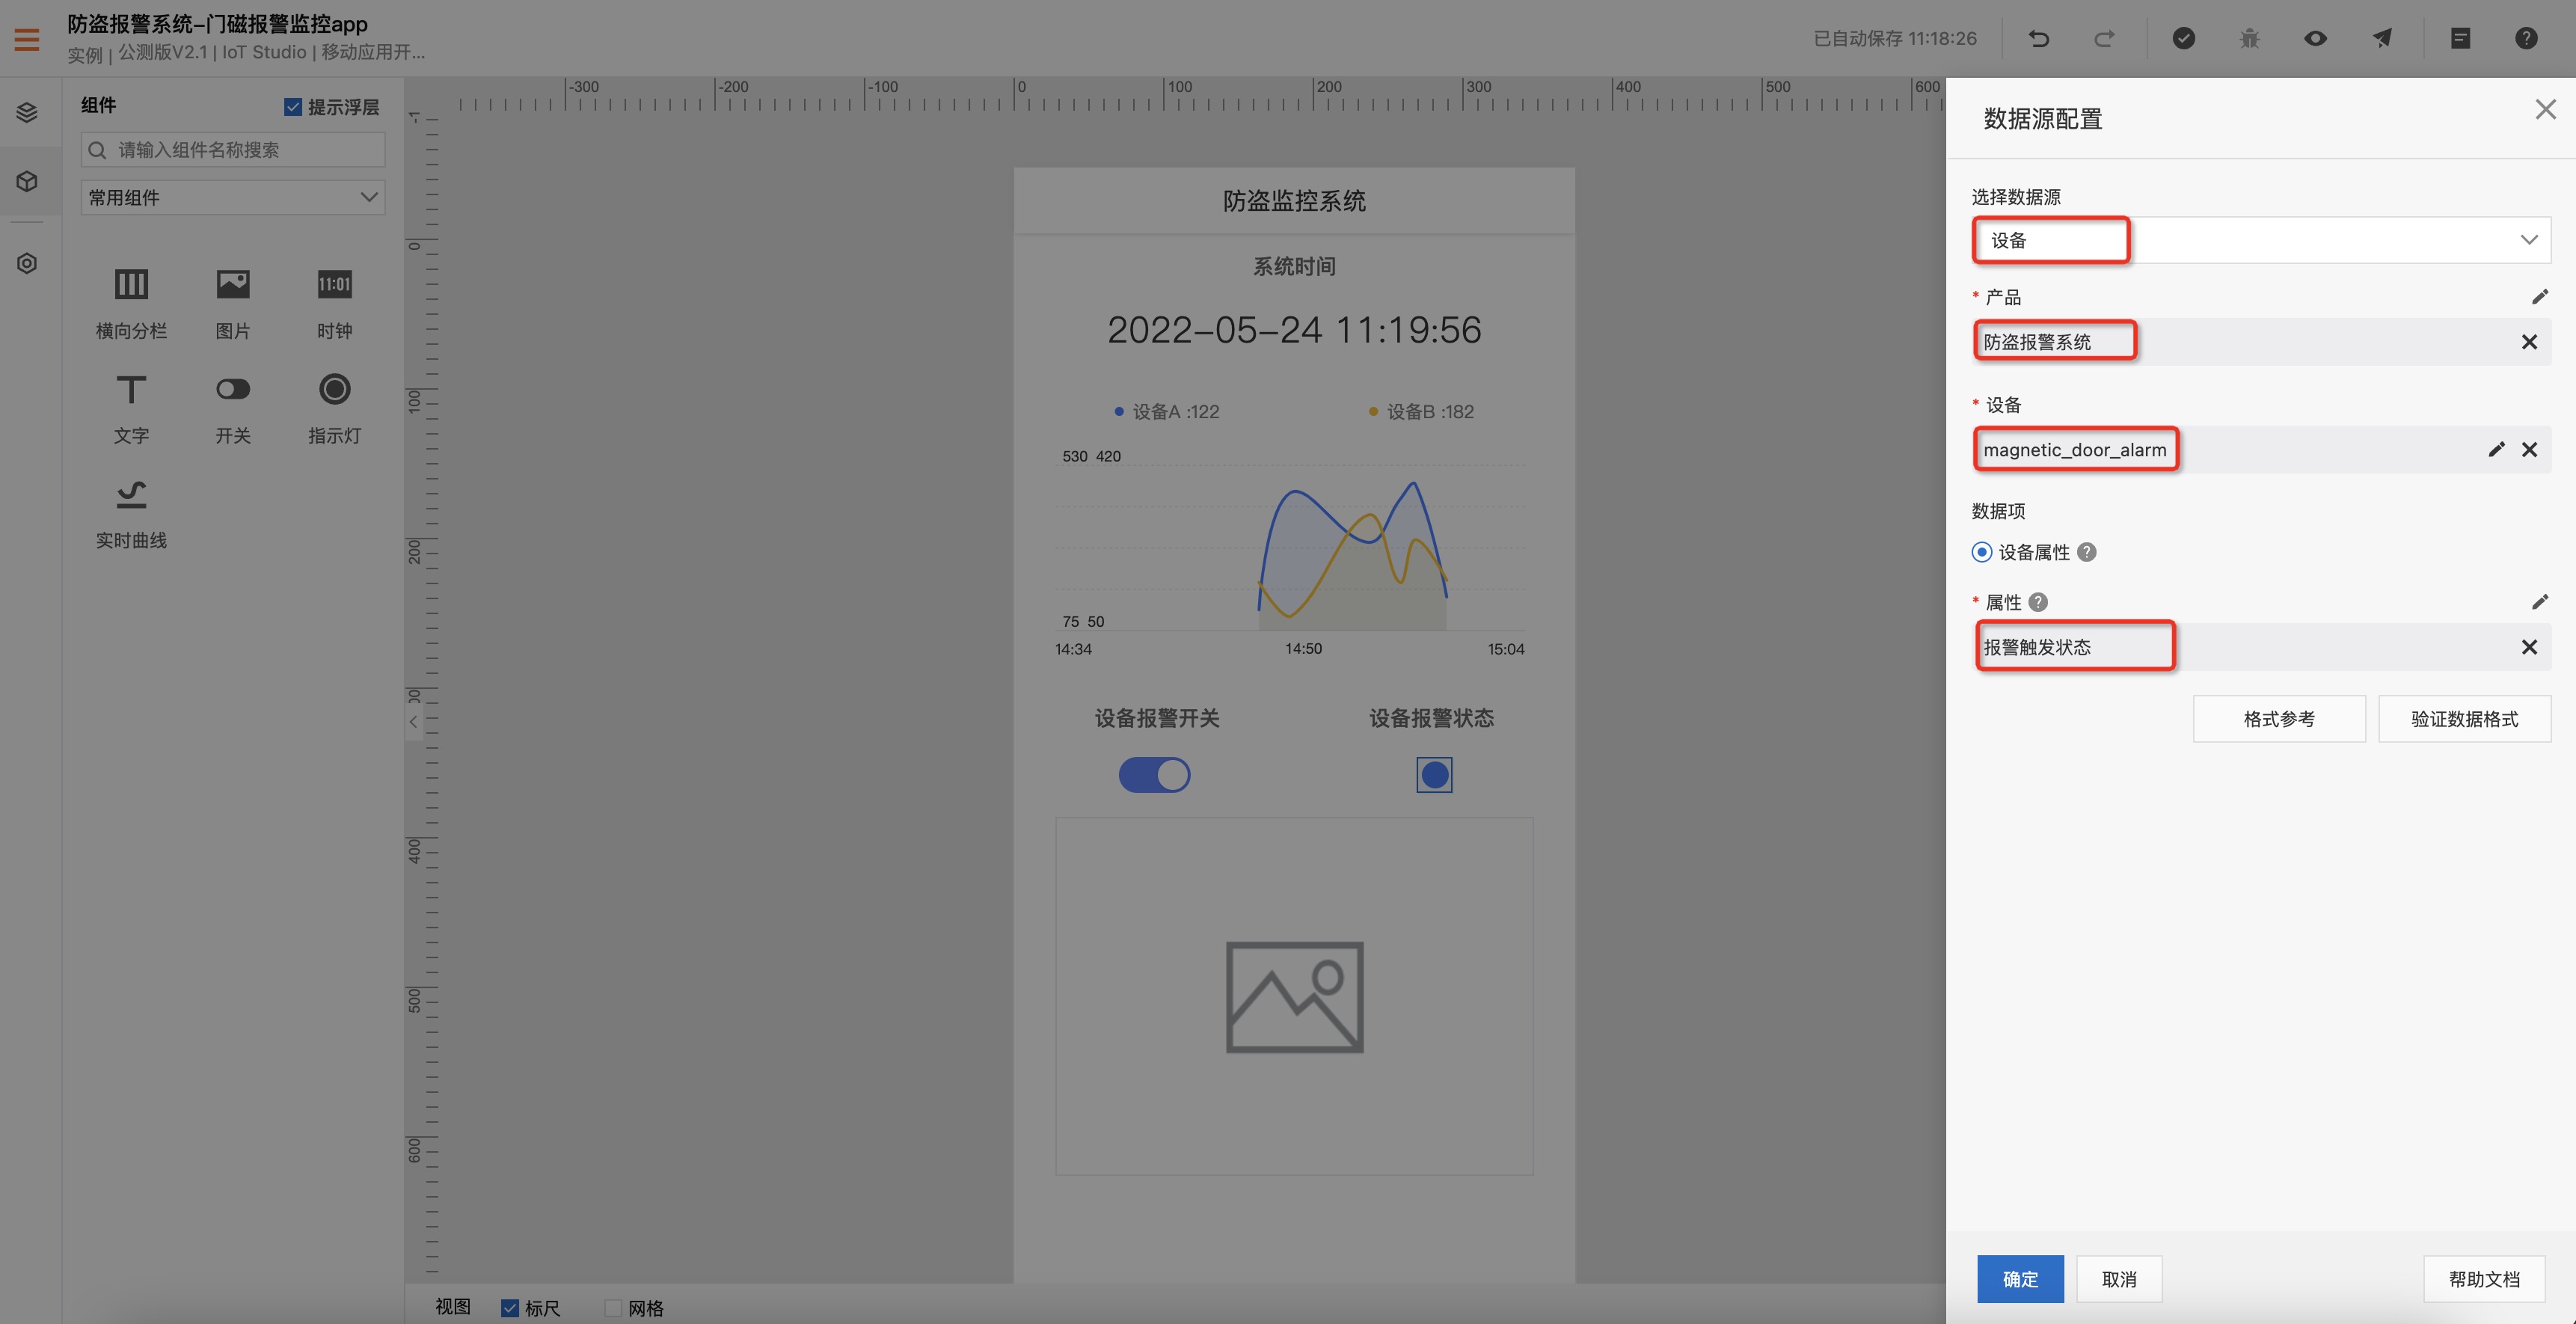 防盗报警系统-门磁报警监控app
实例 | 公测版V2.1 | IoT Studio | 移动应用开...
已自动保存 11:18:26
组件
提示浮层
请输入组件名称搜索
常用组件
11:01
横向分栏 图片 时钟
文字 开关 指示灯
实时曲线
-300 -200 -100 0 100 200 300 400 500 600
-1
0
100
200
00
400
500
600
防盗监控系统
系统时间
2022-05-24 11:19:56
设备A :122 设备B :182
530 420
75 50
14:34 14:50 15:04
设备报警开关 设备报警状态
视图 标尺 网格
数据源配置
选择数据源
设备
* 产品
防盗报警系统
* 设备
magnetic_door_alarm
数据项
设备属性 ?
* 属性 ?
报警触发状态
格式参考 验证数据格式
确定 取消 帮助文档